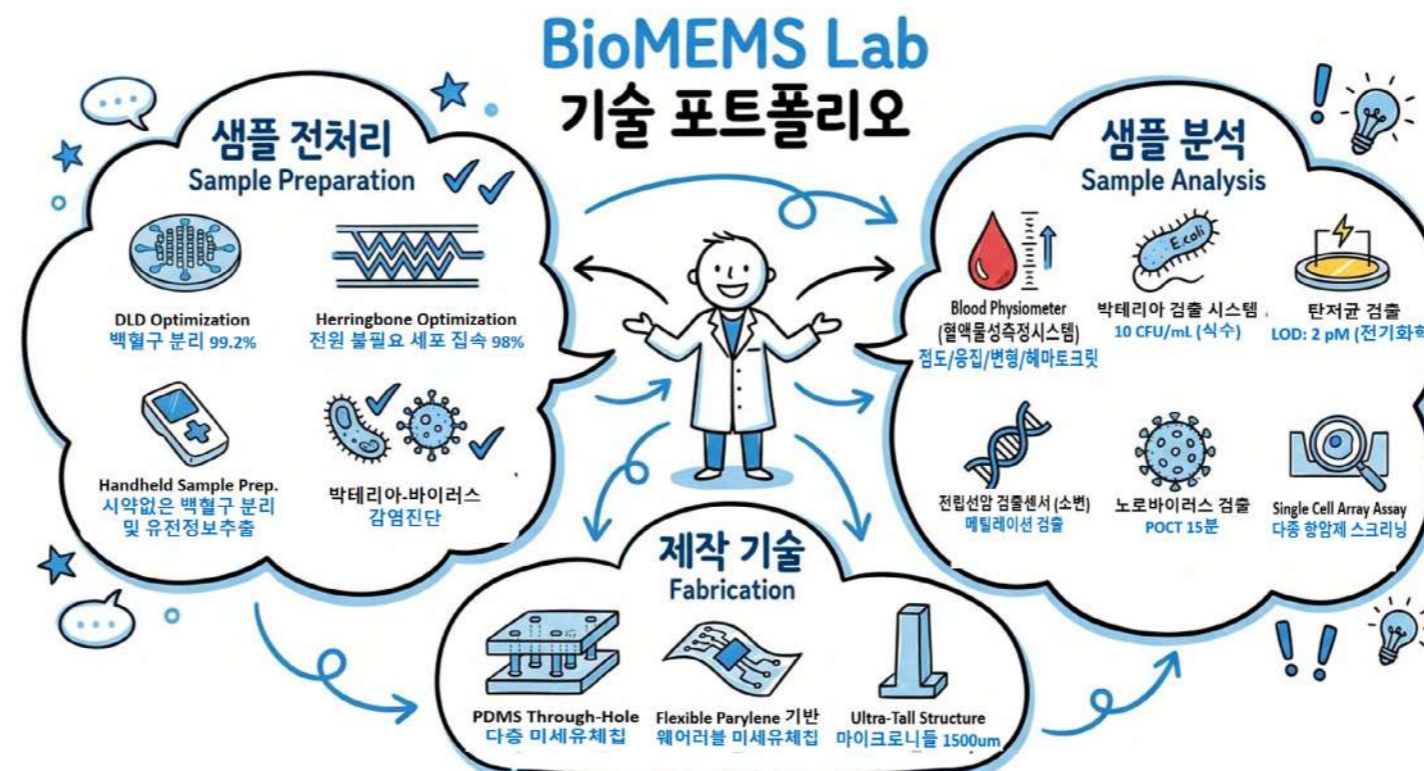 BioMEMS Lab
기술 포트폴리오
샘플 전처리
Sample Preparation
DLD Optimization
백혈구 분리 99.2%
Herringbone Optimization
전원 불필요 세포 집속 98%
Handheld Sample Prep.
시약없은 백혈구 분리
및 유전정보추출
박테리아-바이러스
감염진단
샘플 분석
Sample Analysis
Blood Physiometer
(혈액물성측정시스템)
점도/응집/변형/헤마토크릿
E.coli
박테리아 검출 시스템
10 CFU/mL (식수)
탄저균 검출
LOD: 2 pM (전기화학
전립선암 검출센서 (소변)
메틸레이션 검출
노로바이러스 검출
POCT 15분
Single Cell Array Assay
다종 항암제 스크리닝
제작 기술
Fabrication
PDMS Through-Hole
다층 미세유체칩
Flexible Parylene 기반
웨어러블 미세유체칩
Ultra-Tall Structure
마이크로니들 1500um